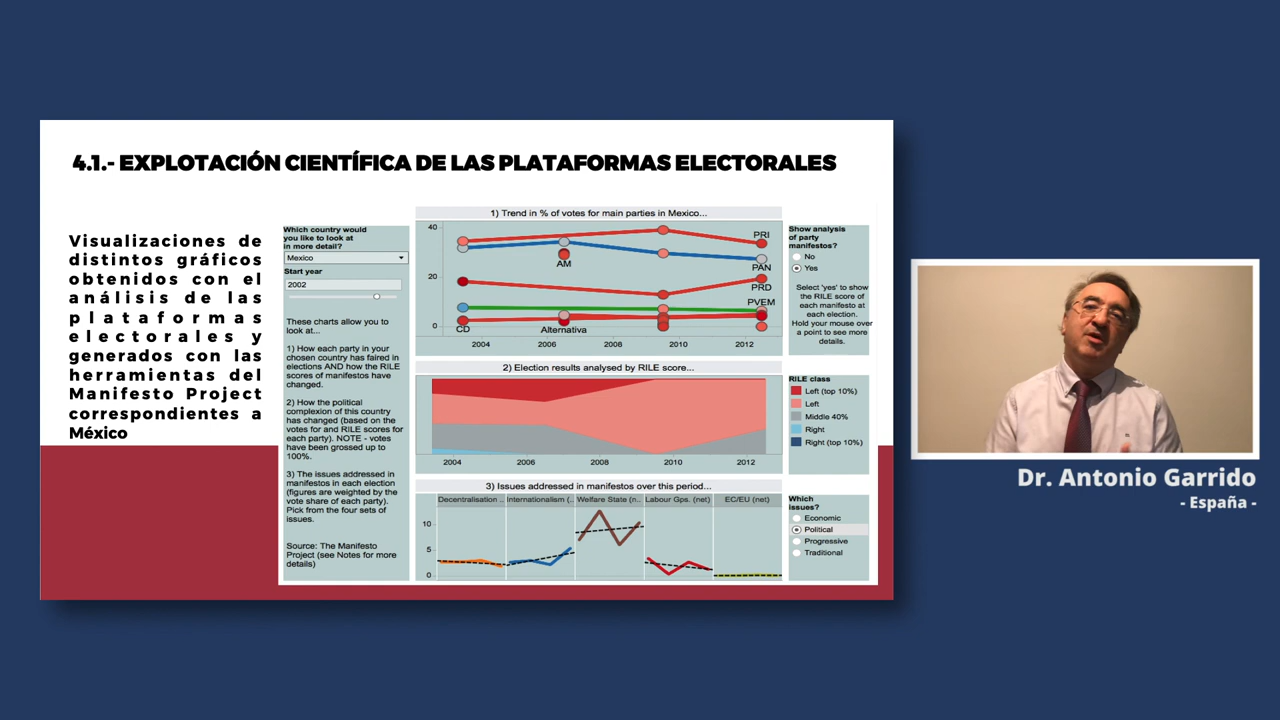 4.1.- EXPLOTACIÓN CIENTÍFICA DE LAS PLATAFORMAS ELECTORALES
Visualizaciones de
distintos gráficos
obtenidos con el
análisis de las
plataformas
electorales y
generados con las
herramientas del
Manifesto Project
correspondientes a
México
Which country would
you like to look at
in more detail?
Mexico
Start year
2002
These charts allow you to
look at...
1) How each party in your
chosen country has faired in
elections AND how the RILE
scores of manifestos have
changed.
2) How the political
complexion of this country
has changed (based on the
votes for and RILE scores for
each party). NOTE - votes
have been grossed up to
100%.
3) The issues addressed in
manifestos in each election
(figures are weighted by the
vote share of each party).
Pick from the four sets of
issues.
Source: The Manifesto
Project (see Notes for more
details)
1) Trend in % of votes for main parties in Mexico...
40
20
0
PRI
PAN
AM
PRD
PVEM
CD
Alternativa
2004 2006 2008 2010 2012
2) Election results analysed by RILE score...
2004 2006 2008 2010 2012
3) Issues addressed in manifestos over this period...
Decentralisation .. Internationalism (.. Welfare State (n... Labour Gps. (net) EC/EU (net)
10
5
0
Show analysis
of party
manifestos?
No
Yes
Select 'yes' to show
the RILE score of
each manifesto at
each election.
Hold your mouse over
a point to see more
details.
RILE class
Left (top 10%)
Left
Middle 40%
Right
Right (top 10%)
Which
issues?
Economic
Political
Progressive
Traditional
Dr. Antonio Garrido
- España -